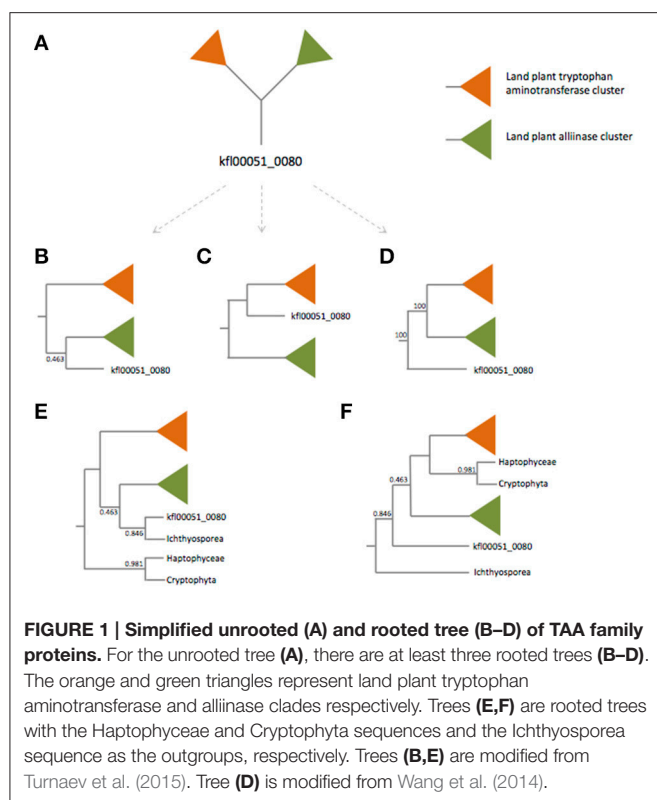 A
Land plant tryptophan
aminotransferase cluster
Land plant alliinase cluster
kfl00051_0080
B
C
D
0.463
kfl00051_0080
kfl00051_0080
100
100
kfl00051_0080
E
F
0.463
kfl00051_0080
0.846
Ichthyosporea
0.981
Haptophyceae
Cryptophyta
Haptophyceae
0.981
Cryptophyta
0.463
0.846
kfl00051_0080
Ichthyosporea
FIGURE 1 | Simplified unrooted (A) and rooted tree (B–D) of TAA family
proteins. For the unrooted tree (A), there are at least three rooted trees (B–D).
The orange and green triangles represent land plant tryptophan
aminotransferase and alliinase clades respectively. Trees (E,F) are rooted trees
with the Haptophyceae and Cryptophyta sequences and the Ichthyosporea
sequence as the outgroups, respectively. Trees (B,E) are modified from
Turnaev et al. (2015). Tree (D) is modified from Wang et al. (2014).